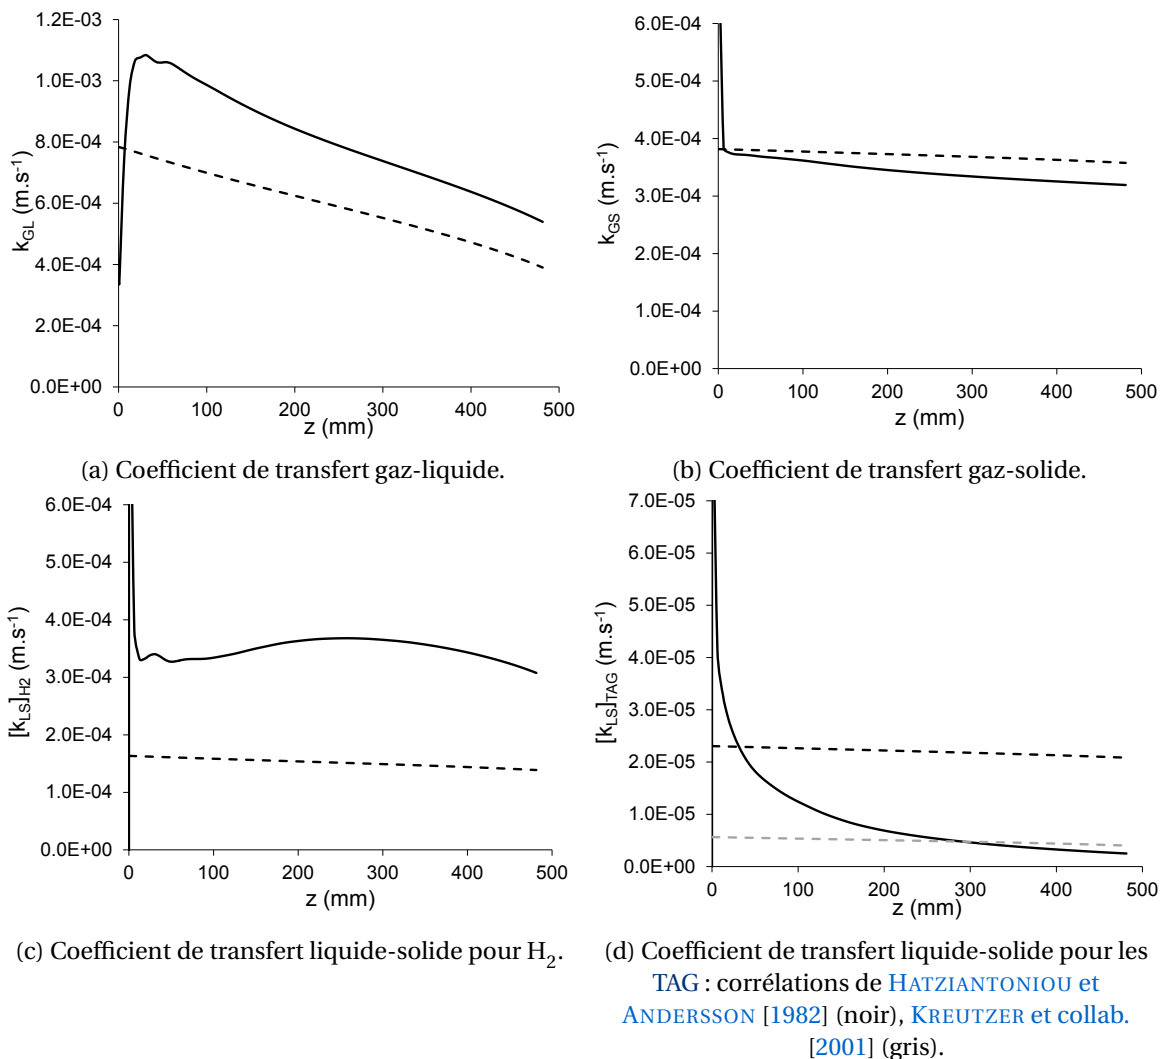 1.2E-03
1.0E-03
8.0E-04
6.0E-04
4.0E-04
2.0E-04
0.0E+00
k_GL (m.s⁻¹)
0 100 200 300 400 500
z (mm)
(a) Coefficient de transfert gaz-liquide.
6.0E-04
5.0E-04
4.0E-04
3.0E-04
2.0E-04
1.0E-04
0.0E+00
k_GS (m.s⁻¹)
0 100 200 300 400 500
z (mm)
(b) Coefficient de transfert gaz-solide.
6.0E-04
5.0E-04
4.0E-04
3.0E-04
2.0E-04
1.0E-04
0.0E+00
[k_LS]_H2 (m.s⁻¹)
0 100 200 300 400 500
z (mm)
(c) Coefficient de transfert liquide-solide pour H₂.
7.0E-05
6.0E-05
5.0E-05
4.0E-05
3.0E-05
2.0E-05
1.0E-05
0.0E+00
[k_LS]_TAG (m.s⁻¹)
0 100 200 300 400 500
z (mm)
(d) Coefficient de transfert liquide-solide pour les
TAG : corrélations de HATZIANTONIOU et
ANDERSSON [1982] (noir), KREUTZER et collab.
[2001] (gris).